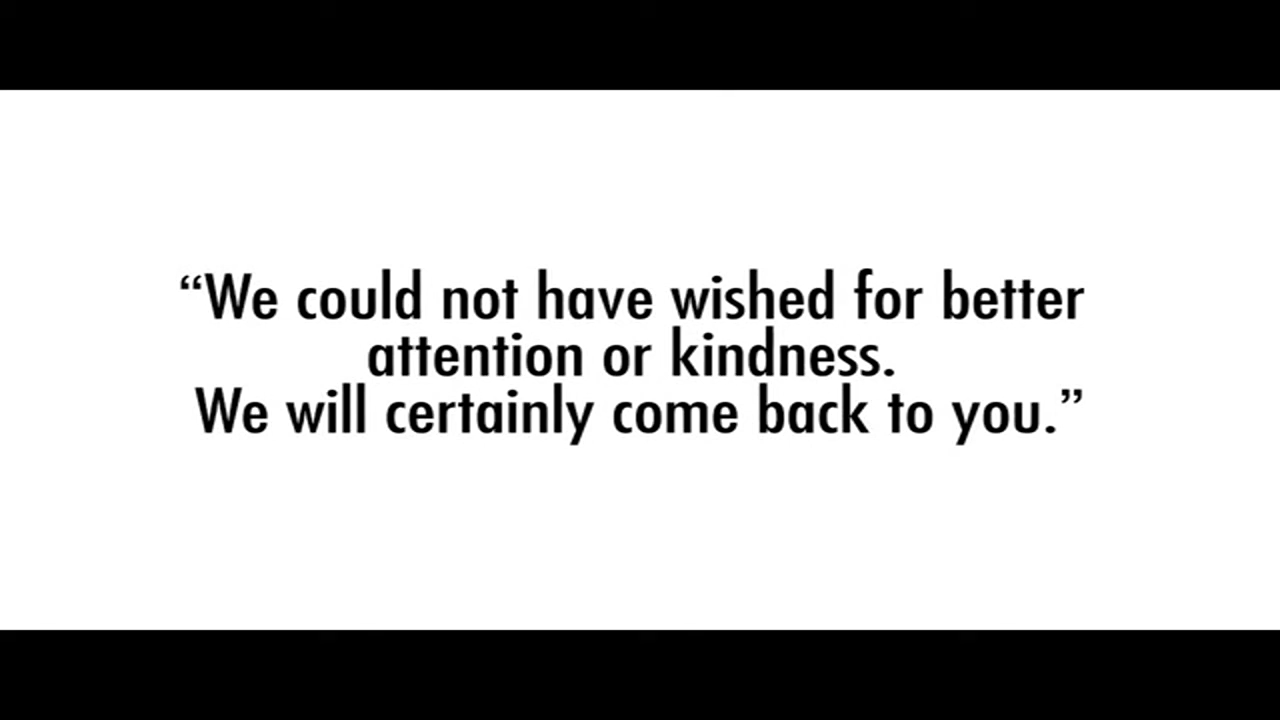 “We could not have wished for better
attention or kindness.
We will certainly come back to you.”